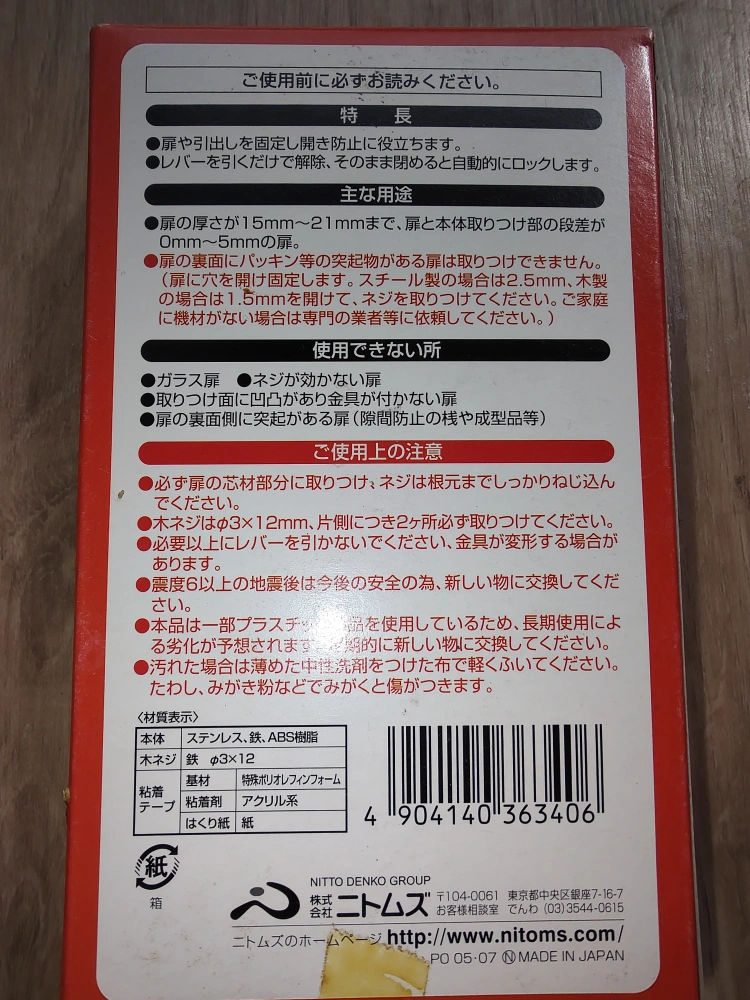 ご使用前に必ずお読みください。
特 長
●扉や引出しを固定し開き防止に役立ちます。
●レバーを引くだけで解除、そのまま閉めると自動的にロックします。
主な用途
●扉の厚さが15mm〜21mmまで、扉と本体取りつけ部の段差が
0mm〜5mmの扉。
●扉の裏面にパッキン等の突起物がある扉は取りつけできません。
(扉に穴を開け固定します。スチール製の場合は2.5mm、木製
の場合は1.5mmを開けて、ネジを取りつけてください。ご家庭
に機材がない場合は専門の業者等に依頼してください。)
使用できない所
●ガラス扉 ●ネジが効かない扉
●取りつけ面に凹凸があり金具が付かない扉
●扉の裏面側に突起がある扉(隙間防止の桟や成型品等)
ご使用上の注意
●必ず扉の芯材部分に取りつけ、ネジは根元までしっかりねじ込ん
でください。
●木ネジはφ3×12mm、片側につき2ヶ所必ず取りつけてください。
●必要以上にレバーを引かないでください、金具が変形する場合が
あります。
●震度6以上の地震後は今後の安全の為、新しい物に交換してくだ
さい。
●本品は一部プラスチ 品を使用しているため、長期使用によ
る劣化が予想されます 期的に新しい物に交換してください。
●汚れた場合は薄めた中性洗剤をつけた布で軽くふいてください。
たわし、みがき粉などでみがくと傷がつきます。
〈材質表示〉
本体 ステンレス、鉄、ABS樹脂
木ネジ 鉄 φ3×12
粘着テープ 基材 特殊ポリオレフィンフォーム
粘着剤 アクリル系
はくり紙 紙
4 904140 363406
紙
箱
NITTO DENKO GROUP
株式会社ニトムズ 〒104-0061 東京都中央区銀座7-16-7
お客様相談室 でんわ (03)3544-0615
ニトムズのホームページ http://www.nitoms.com/
PO 05・07 Ⓝ MADE IN JAPAN